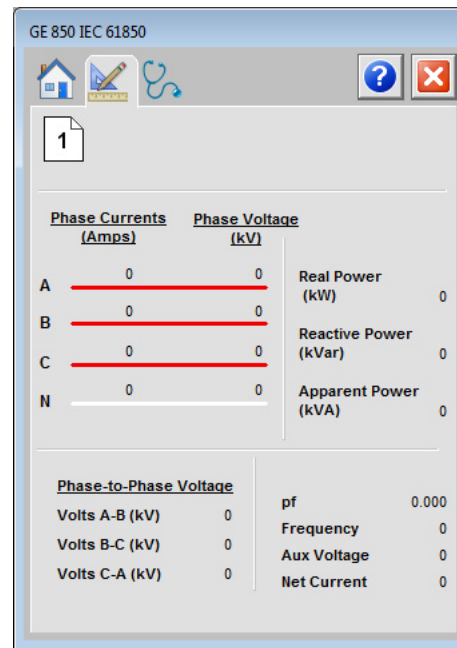 GE 850 IEC 61850
?
1
Phase Currents Phase Voltage
(Amps) (kV)
A 0 0
B 0 0
C 0 0
N 0 0
Real Power
(kW) 0
Reactive Power
(kVar) 0
Apparent Power
(kVA) 0
Phase-to-Phase Voltage
Volts A-B (kV) 0
Volts B-C (kV) 0
Volts C-A (kV) 0
pf 0.000
Frequency 0
Aux Voltage 0
Net Current 0